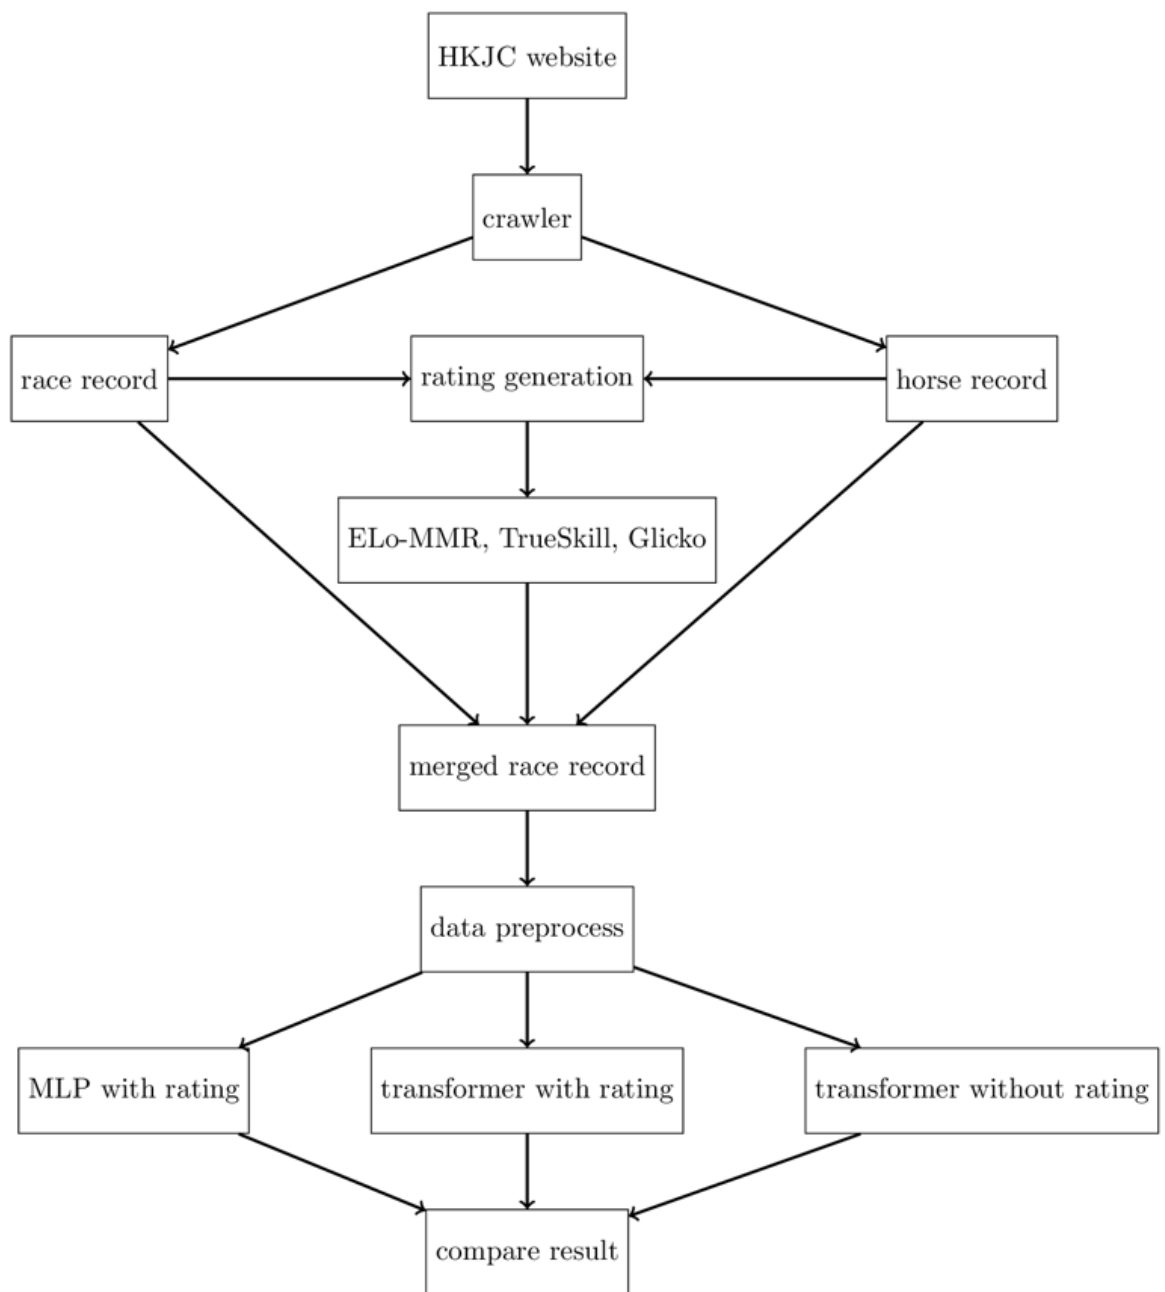 HKJC website
crawler
race record
rating generation
horse record
ELo-MMR, TrueSkill, Glicko
merged race record
data preprocess
MLP with rating
transformer with rating
transformer without rating
compare result